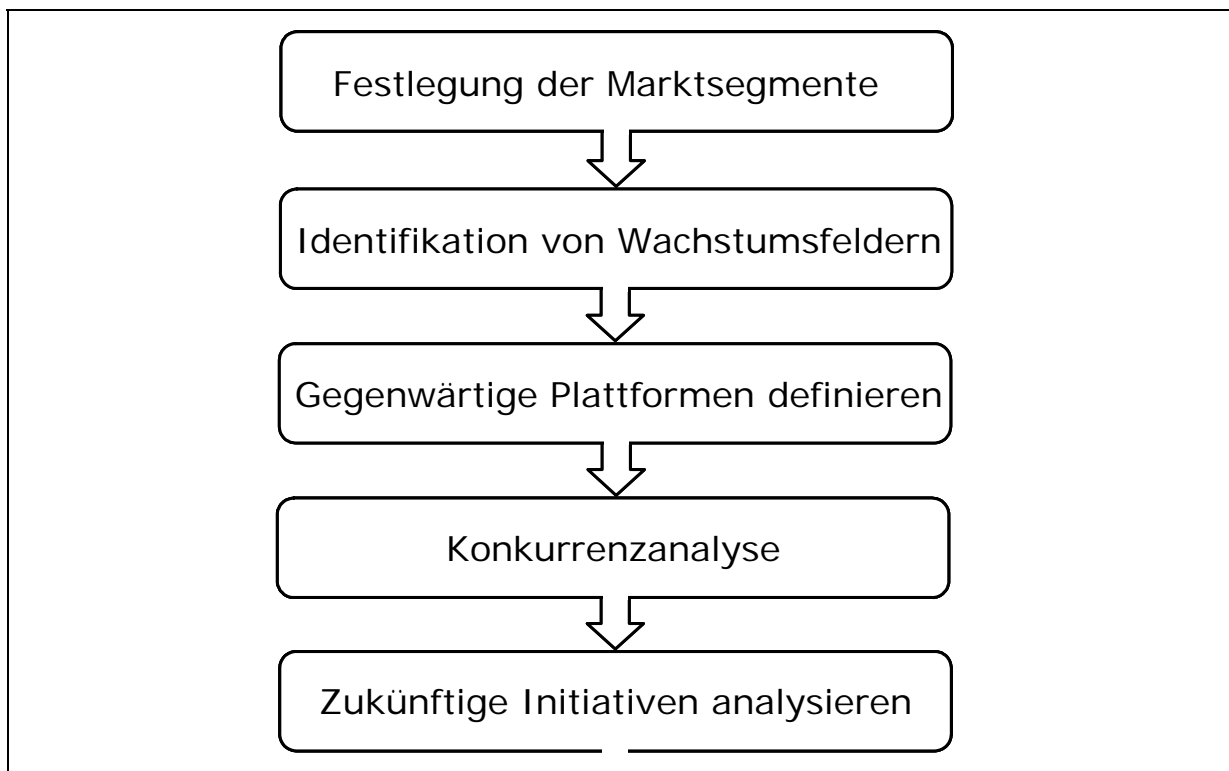 Festlegung der Marktsegmente
Identifikation von Wachstumsfeldern
Gegenwärtige Plattformen definieren
Konkurrenzanalyse
Zukünftige Initiativen analysieren